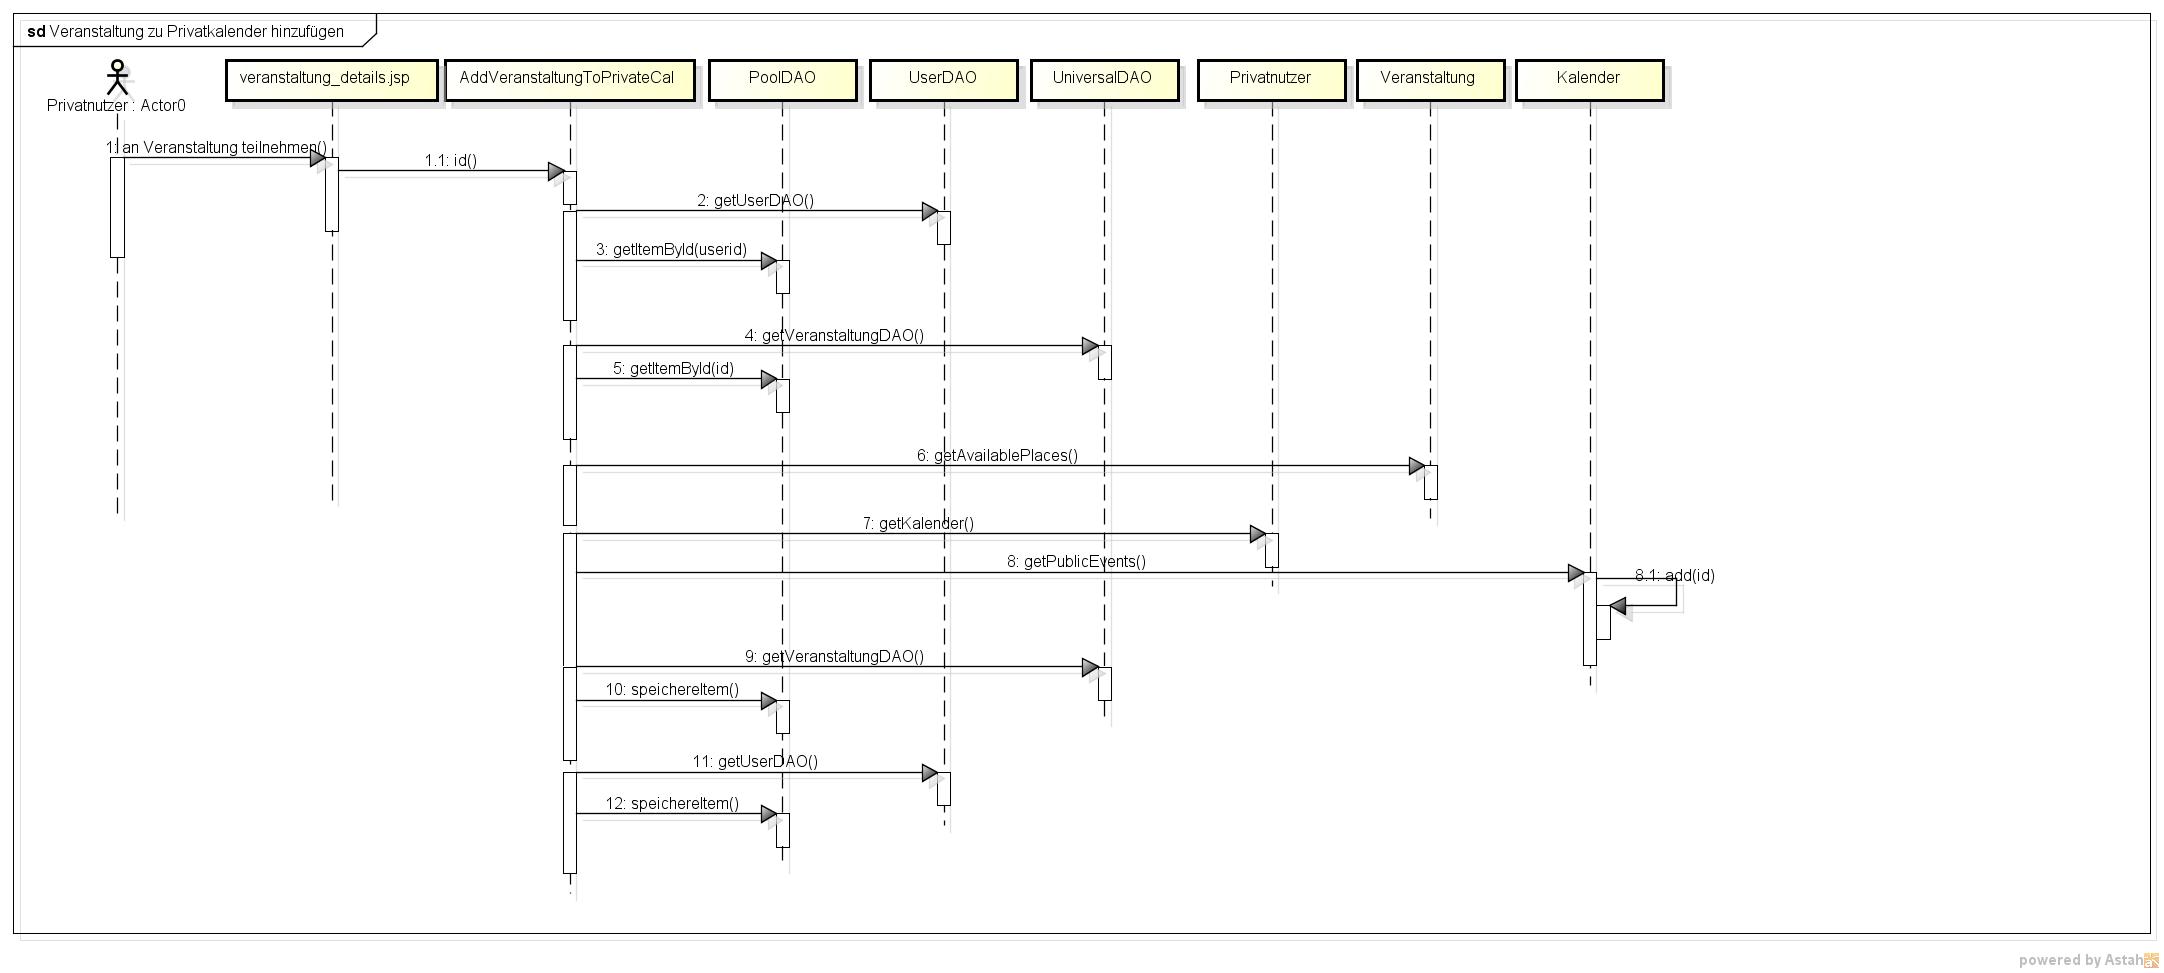 sd Veranstaltung zu Privatkalender hinzufügen
Privatnutzer : Actor0
veranstaltung_details.jsp
AddVeranstaltungToPrivateCal
PoolDAO
UserDAO
UniversalDAO
Privatnutzer
Veranstaltung
Kalender
1: an Veranstaltung teilnehmen()
1.1: id()
2: getUserDAO()
3: getItemById(userid)
4: getVeranstaltungDAO()
5: getItemById(id)
6: getAvailablePlaces()
7: getKalender()
8: getPublicEvents()
8.1: add(id)
9: getVeranstaltungDAO()
10: speichereItem()
11: getUserDAO()
12: speichereItem()
powered by Astah